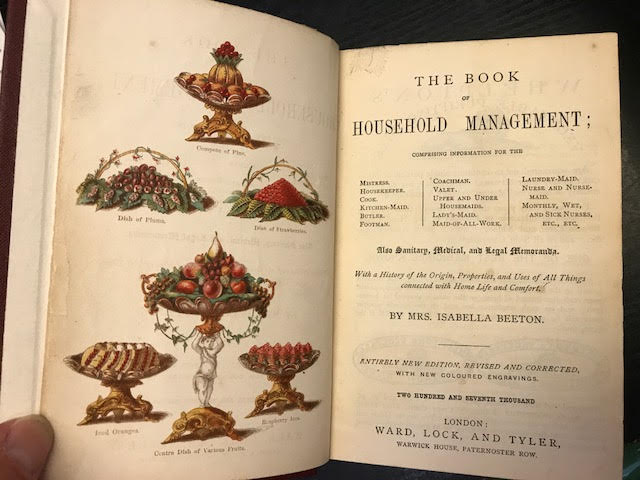 Compote of Pine.
Dish of Plums.
Dish of Strawberries.
Iced Oranges.
Raspberry Jces.
Centre Dish of Various Fruits.
THE BOOK
OF
HOUSEHOLD MANAGEMENT;
COMPRISING INFORMATION FOR THE
MISTRESS.
HOUSEKEEPER.
COOK.
KITCHEN-MAID.
BUTLER.
FOOTMAN.
COACHMAN.
VALET.
UPPER AND UNDER
HOUSEMAIDS.
LADY'S-MAID.
MAID-OF-ALL-WORK.
LAUNDRY-MAID.
NURSE AND NURSE-
MAID.
MONTHLY, WET,
AND SICK NURSES,
ETC., ETC.
Also Sanitary, Medical, and Legal Memoranda.
With a History of the Origin, Properties, and Uses of All Things
connected with Home Life and Comfort.
BY MRS. ISABELLA BEETON.
ENTIRELY NEW EDITION, REVISED AND CORRECTED,
WITH NEW COLOURED ENGRAVINGS.
TWO HUNDRED AND SEVENTH THOUSAND
LONDON:
WARD, LOCK, AND TYLER,
WARWICK HOUSE, PATERNOSTER ROW.